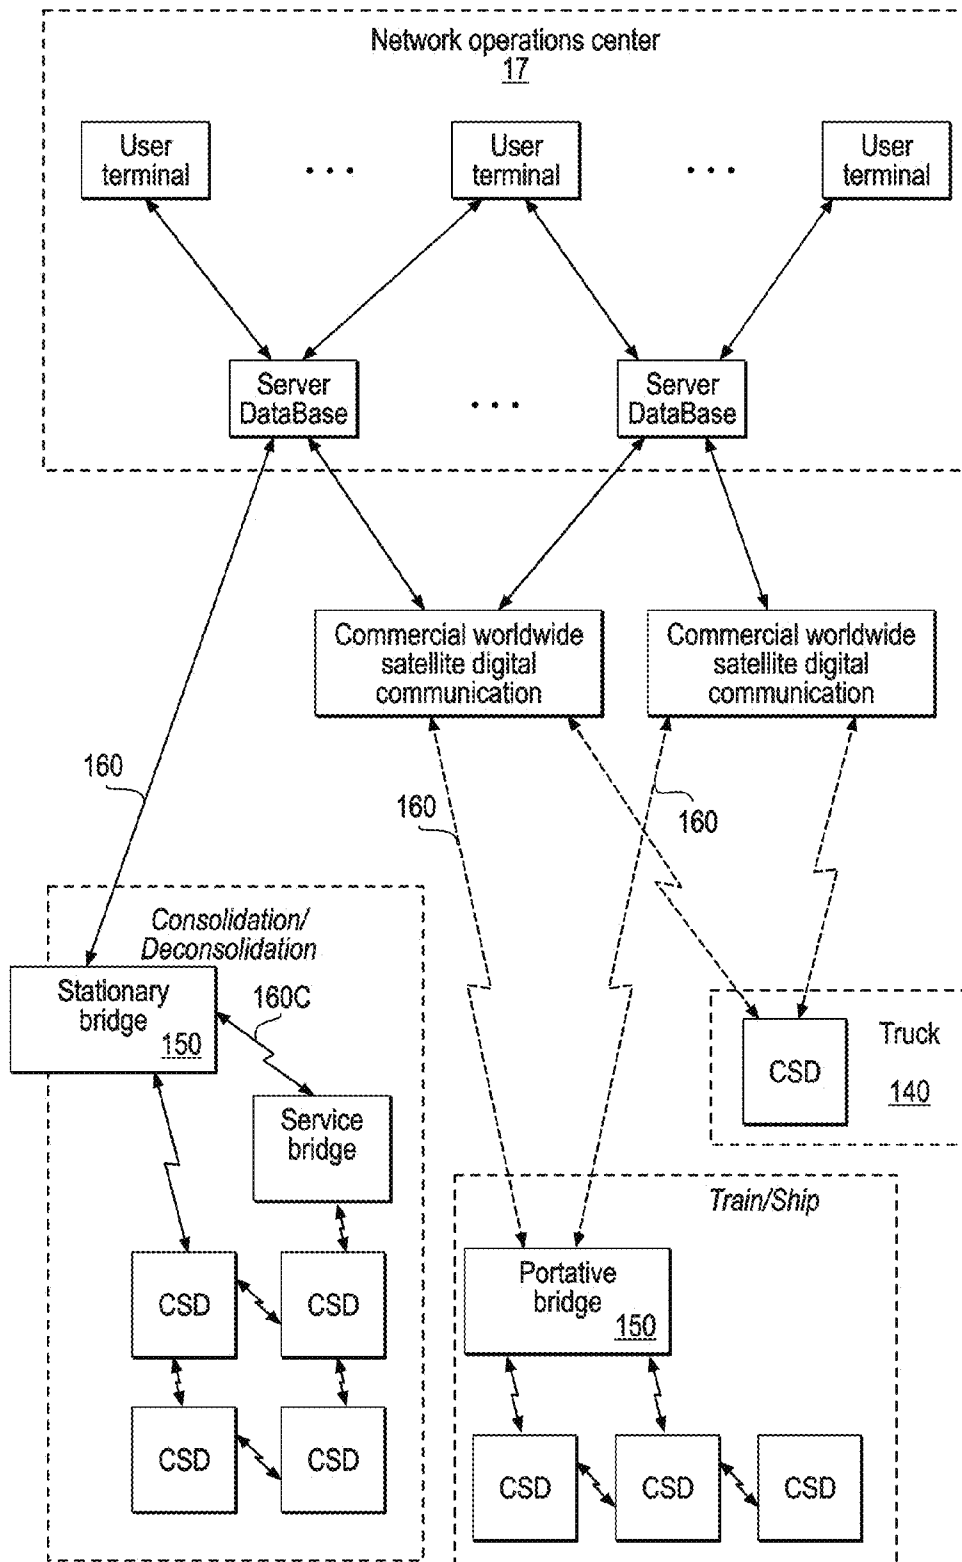 Network operations center
17
User
terminal
. . .
User
terminal
. . .
User
terminal
Server
DataBase
. . .
Server
DataBase
Commercial worldwide
satellite digital
communication
Commercial worldwide
satellite digital
communication
160
160
160
Consolidation/
Deconsolidation
Stationary
bridge
150
160C
Service
bridge
CSD
CSD
CSD
CSD
Truck
CSD
140
Train/Ship
Portative
bridge
150
CSD
CSD
CSD